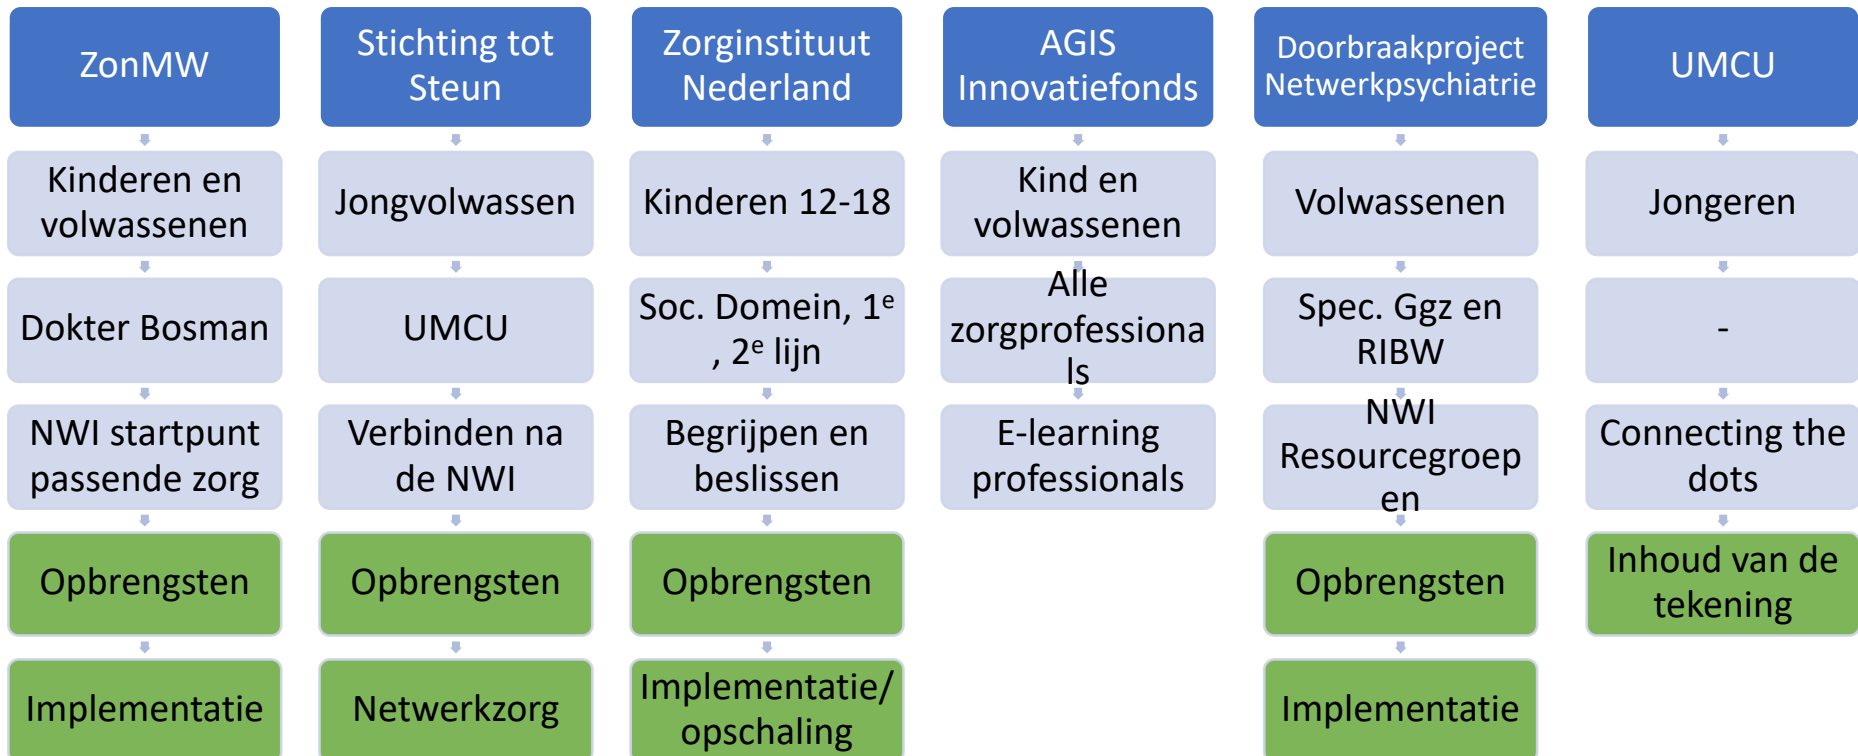 ZonMW
Kinderen en
volwassenen
Dokter Bosman
NWI startpunt
passende zorg
Opbrengsten
Implementatie
Stichting tot
Steun
Jongvolwassen
UMCU
Verbinden na
de NWI
Opbrengsten
Netwerkzorg
Zorginstituut
Nederland
Kinderen 12-18
Soc. Domein, 1e
, 2e lijn
Begrijpen en
beslissen
Opbrengsten
Implementatie/
opschaling
AGIS
Innovatiefonds
Kind en
volwassenen
Alle
zorgprofessiona
ls
E-learning
professionals
Doorbraakproject
Netwerkpsychiatrie
Volwassenen
Spec. Ggz en
RIBW
NWI
Resourcegroep
en
Opbrengsten
Implementatie
UMCU
Jongeren
-
Connecting the
dots
Inhoud van de
tekening